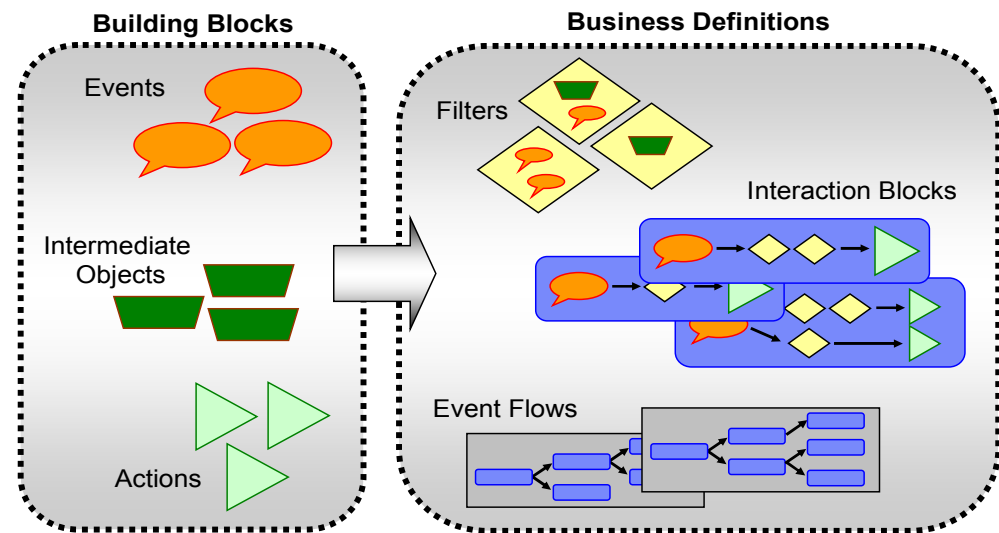 Building Blocks
Events
Intermediate
Objects
Actions
Business Definitions
Filters
Interaction Blocks
Event Flows